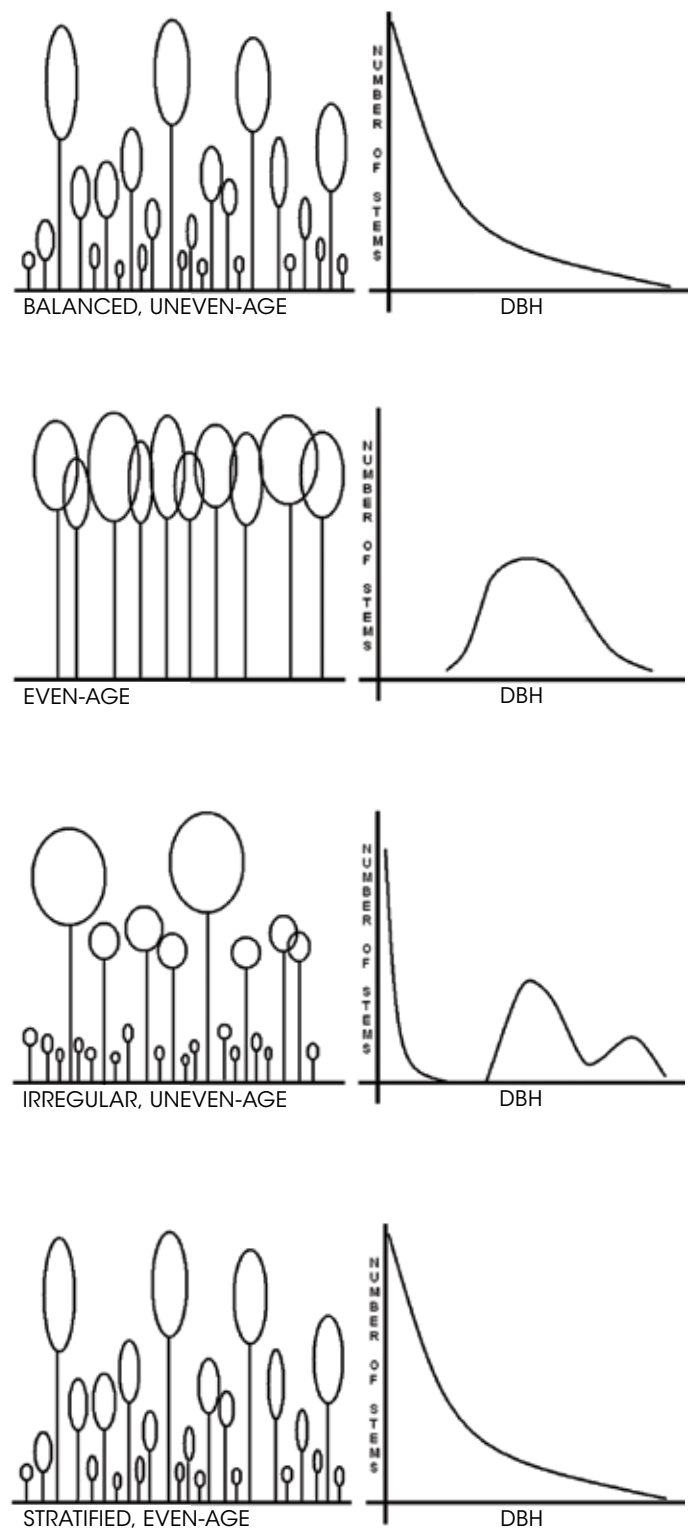 NUMBER OF STEMS
BALANCED, UNEVEN-AGE
DBH
NUMBER OF STEMS
EVEN-AGE
DBH
NUMBER OF STEMS
IRREGULAR, UNEVEN-AGE
DBH
NUMBER OF STEMS
STRATIFIED, EVEN-AGE
DBH